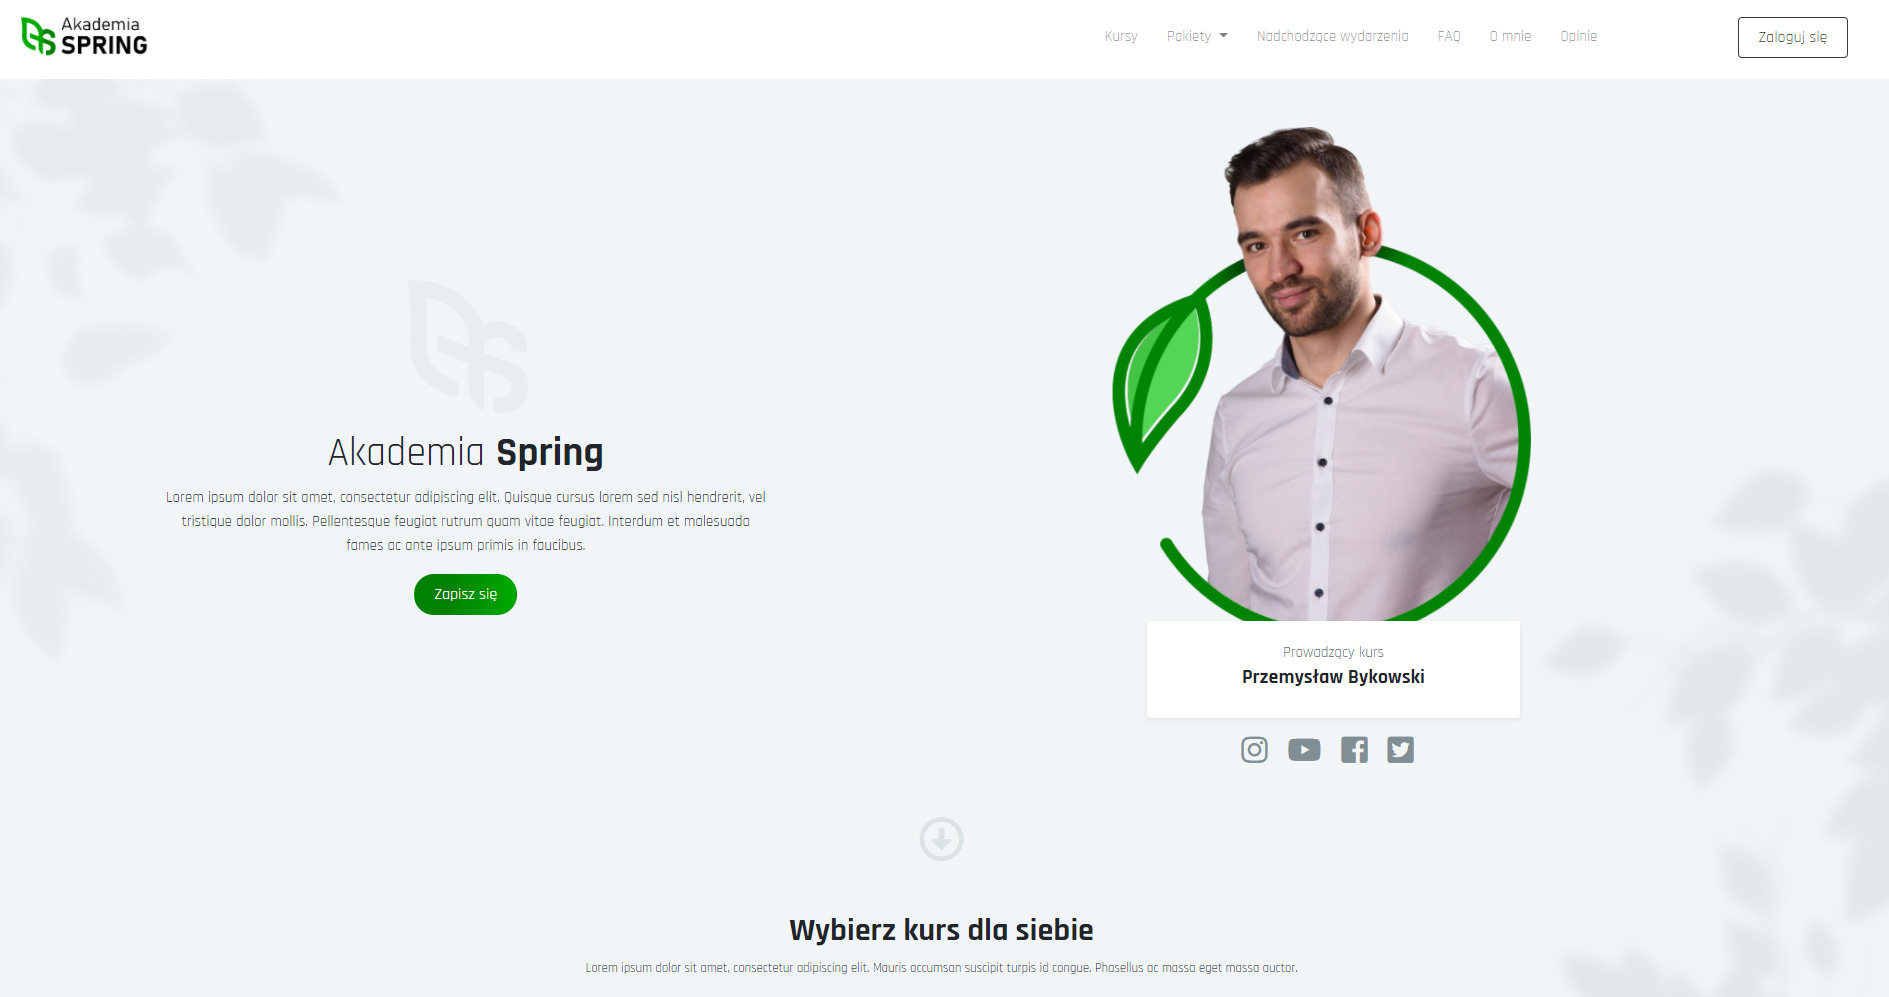 Akademia
SPRING
Kursy
Pakiety
Nadchodzące wydarzenia
FAQ
O mnie
Opinie
Zaloguj się
Akademia Spring
Lorem ipsum dolor sit amet, consectetur adipiscing elit. Quisque cursus lorem sed nisl hendrerit, vel
tristique dolor mollis. Pellentesque feugiat rutrum quam vitae feugiat. Interdum et malesuada
fames ac ante ipsum primis in faucibus.
Zapisz się
Prowadzący kurs
Przemysław Bykowski
Wybierz kurs dla siebie
Lorem ipsum dolor sit amet, consectetur adipiscing elit. Mauris accumsan suscipit turpis id congue. Phasellus ac massa eget massa auctor.